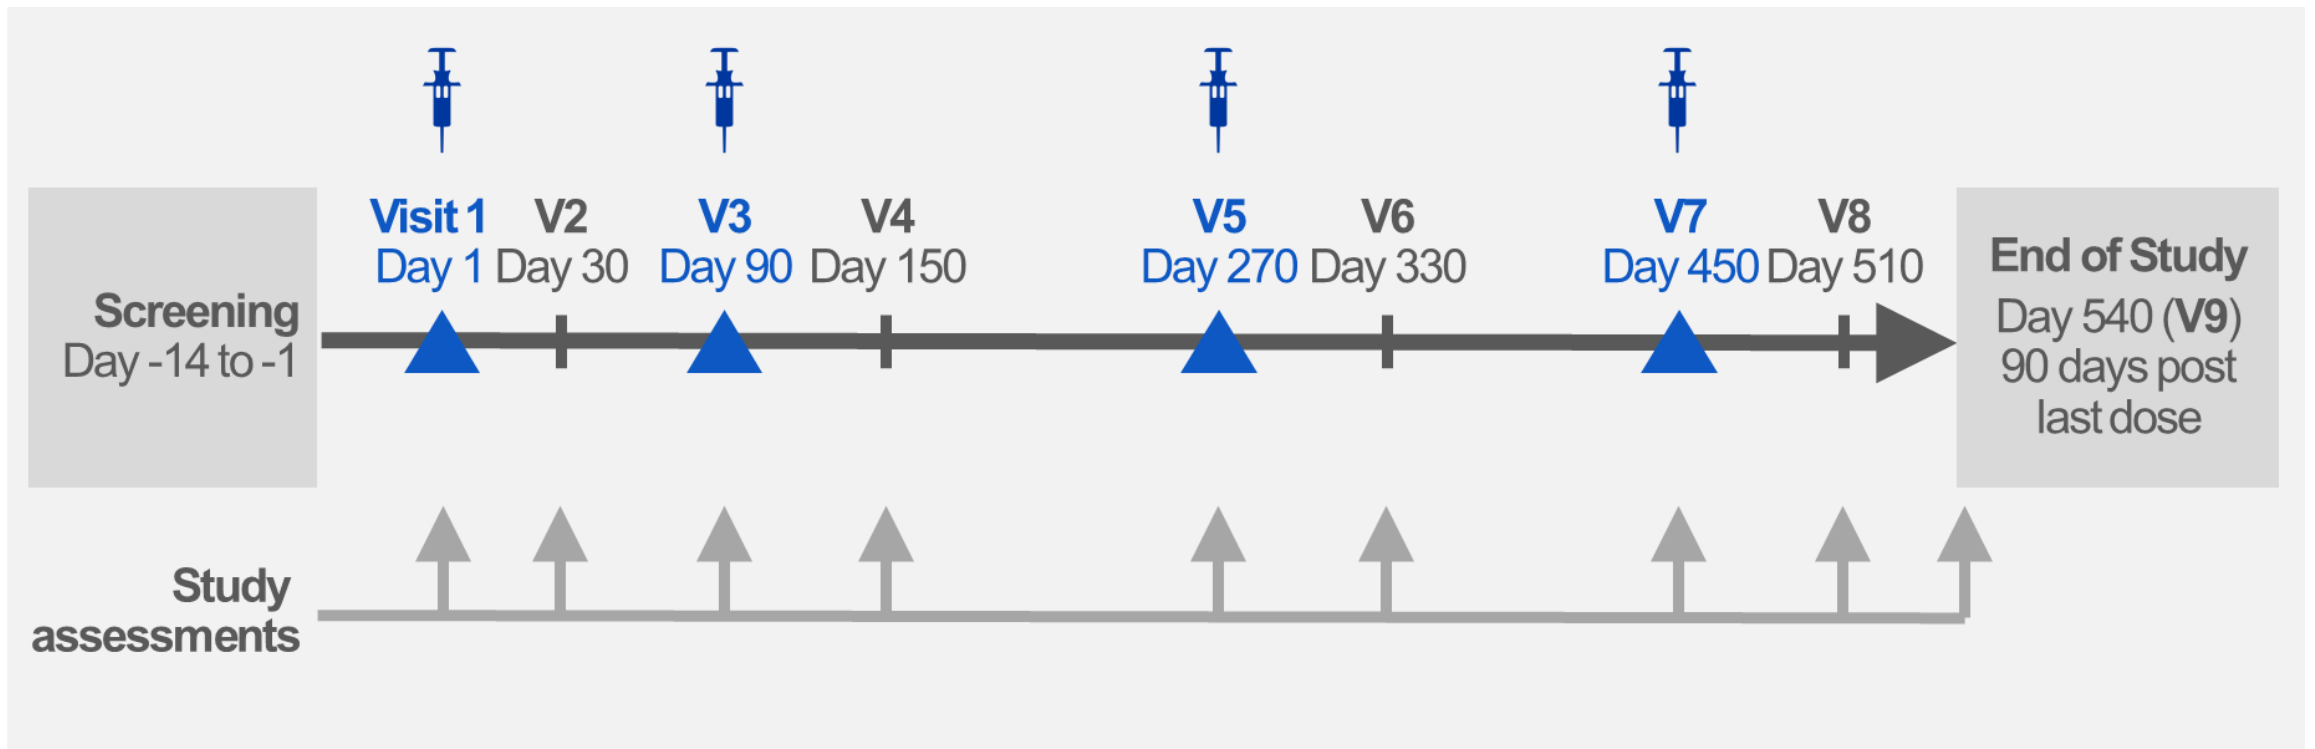 Screening
Day -14 to -1
Visit 1
Day 1
V2
Day 30
V3
Day 90
V4
Day 150
V5
Day 270
V6
Day 330
V7
Day 450
V8
Day 510
End of Study
Day 540 (V9)
90 days post
last dose
Study
assessments